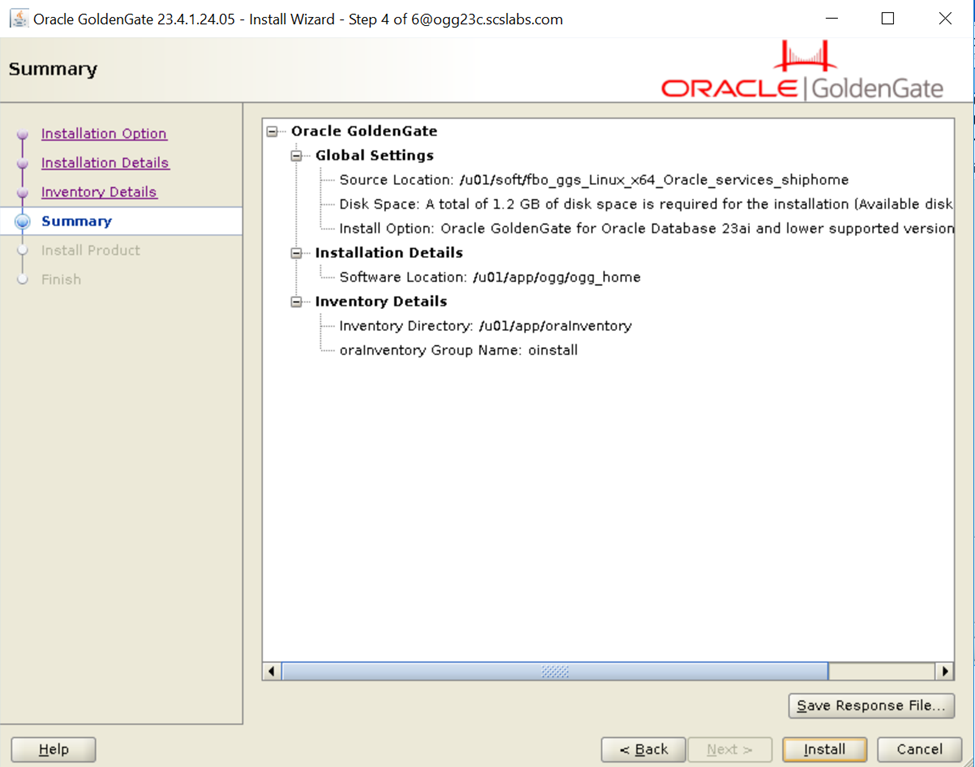 Oracle GoldenGate 23.4.1.24.05 - Install Wizard - Step 4 of 6@ogg23c.scslabs.com
Summary
ORACLE GoldenGate
Installation Option
Installation Details
Inventory Details
Summary
Install Product
Finish
Oracle GoldenGate
Global Settings
Source Location: /u01/soft/fbo_ggs_Linux_x64_Oracle_services_shiphome
Disk Space: A total of 1.2 GB of disk space is required for the installation (Available disk
Install Option: Oracle GoldenGate for Oracle Database 23ai and lower supported version
Installation Details
Software Location: /u01/app/ogg/ogg_home
Inventory Details
Inventory Directory: /u01/app/oraInventory
oraInventory Group Name: oinstall
Save Response File...
Help
< Back
Next >
Install
Cancel